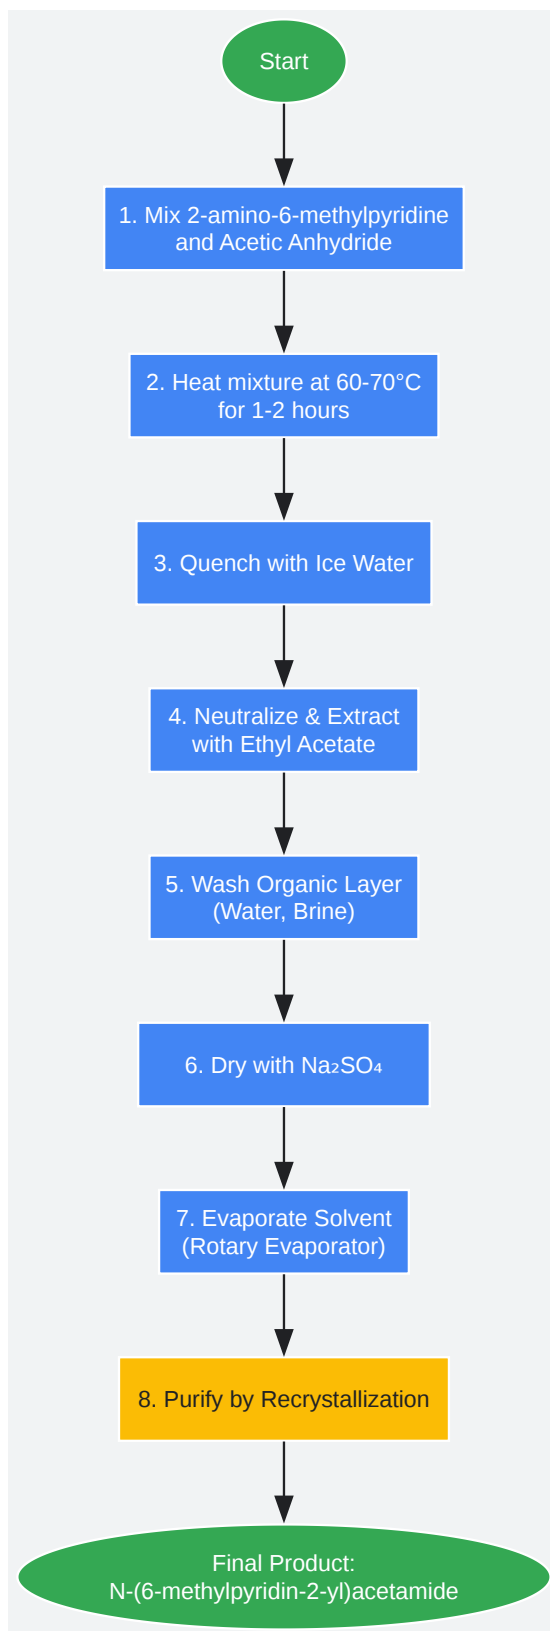 Start
1. Mix 2-amino-6-methylpyridine
and Acetic Anhydride
2. Heat mixture at 60-70°C
for 1-2 hours
3. Quench with Ice Water
4. Neutralize & Extract
with Ethyl Acetate
5. Wash Organic Layer
(Water, Brine)
6. Dry with Na₂SO₄
7. Evaporate Solvent
(Rotary Evaporator)
8. Purify by Recrystallization
Final Product:
N-(6-methylpyridin-2-yl)acetamide